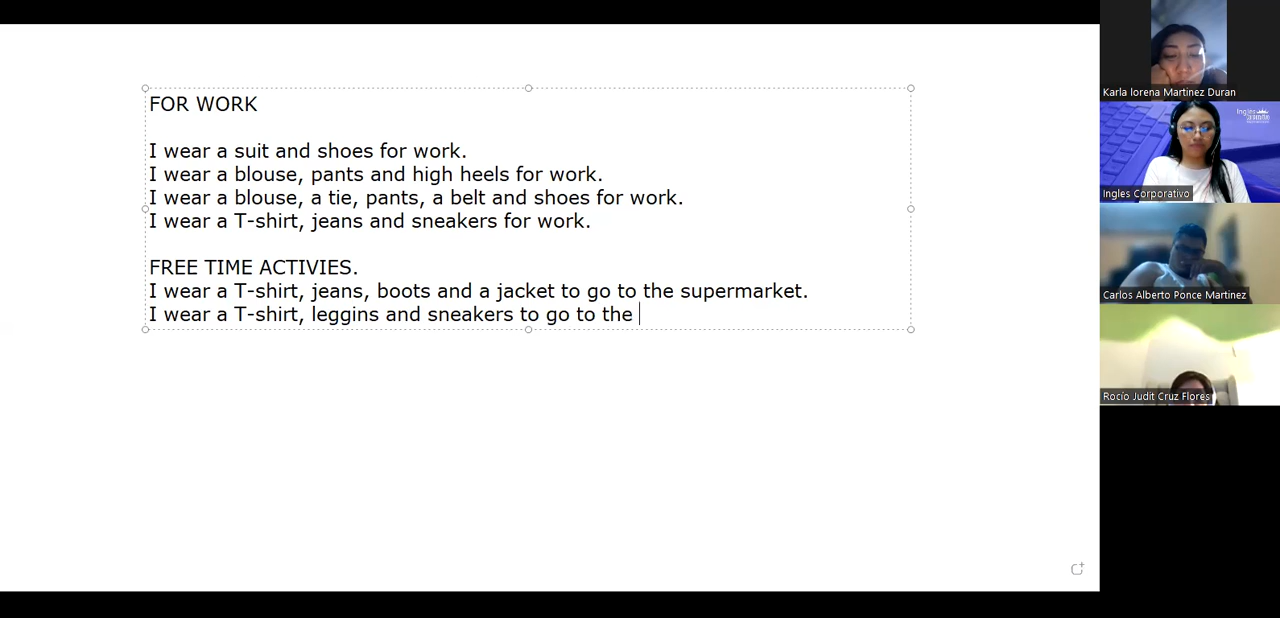 FOR WORK
I wear a suit and shoes for work.
I wear a blouse, pants and high heels for work.
I wear a blouse, a tie, pants, a belt and shoes for work.
I wear a T-shirt, jeans and sneakers for work.
FREE TIME ACTIVIES.
I wear a T-shirt, jeans, boots and a jacket to go to the supermarket.
I wear a T-shirt, leggins and sneakers to go to the
Karla lorena Martinez Duran
Ingles
Ingles Corporativo
Carlos Alberto Ponce Martinez
Rocío Judit Cruz Flores